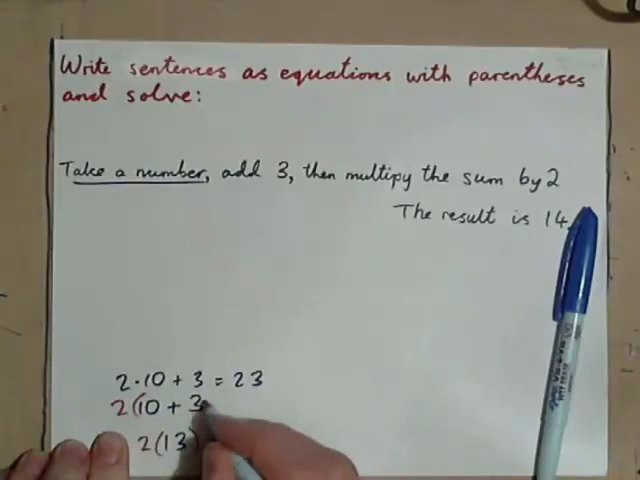 Write sentences as equations with parentheses
and solve:
Take a number, add 3, then multipy the sum by 2
The result is 14.
2·10 + 3 = 23
2(10 + 3
2(13)